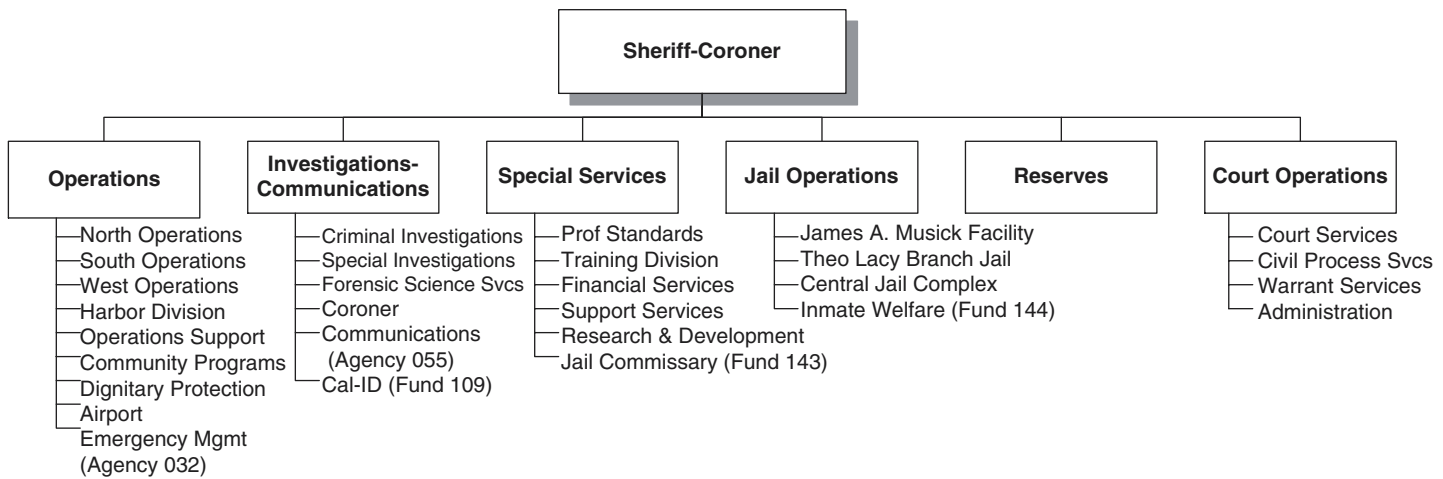 Sheriff-Coroner
Operations
North Operations
South Operations
West Operations
Harbor Division
Operations Support
Community Programs
Dignitary Protection
Airport
Emergency Mgmt
(Agency 032)
Investigations-
Communications
Criminal Investigations
Special Investigations
Forensic Science Svcs
Coroner
Communications
(Agency 055)
Cal-ID (Fund 109)
Special Services
Prof Standards
Training Division
Financial Services
Support Services
Research & Development
Jail Commissary (Fund 143)
Jail Operations
James A. Musick Facility
Theo Lacy Branch Jail
Central Jail Complex
Inmate Welfare (Fund 144)
Reserves
Court Operations
Court Services
Civil Process Svcs
Warrant Services
Administration